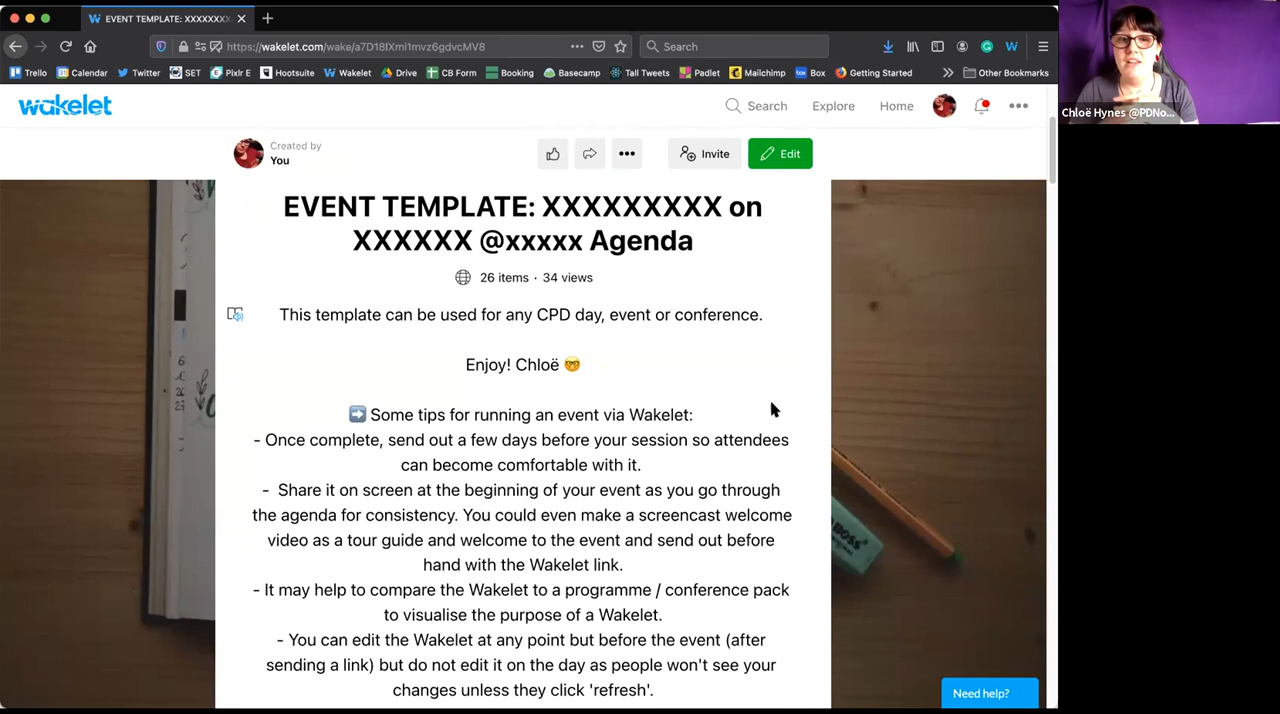 EVENT TEMPLATE: XXXXXXXX
https://wakelet.com/wake/a7D18IXmi1mvz6gdvcMV8
Search
Trello Calendar Twitter SET Pixlr E Hootsuite Wakelet Drive CB Form Booking Basecamp Tall Tweets Padlet Mailchimp Box Getting Started Other Bookmarks
Chloë Hynes @PDNo...
wakelet
Search Explore Home
Created by
You
Invite Edit
EVENT TEMPLATE: XXXXXXXXX on
XXXXXX @xxxxx Agenda
26 items · 34 views
This template can be used for any CPD day, event or conference.
Enjoy! Chloë 🤓
➡️ Some tips for running an event via Wakelet:
- Once complete, send out a few days before your session so attendees
can become comfortable with it.
- Share it on screen at the beginning of your event as you go through
the agenda for consistency. You could even make a screencast welcome
video as a tour guide and welcome to the event and send out before
hand with the Wakelet link.
- It may help to compare the Wakelet to a programme / conference pack
to visualise the purpose of a Wakelet.
- You can edit the Wakelet at any point but before the event (after
sending a link) but do not edit it on the day as people won't see your
changes unless they click 'refresh'.
BOSS
Need help?